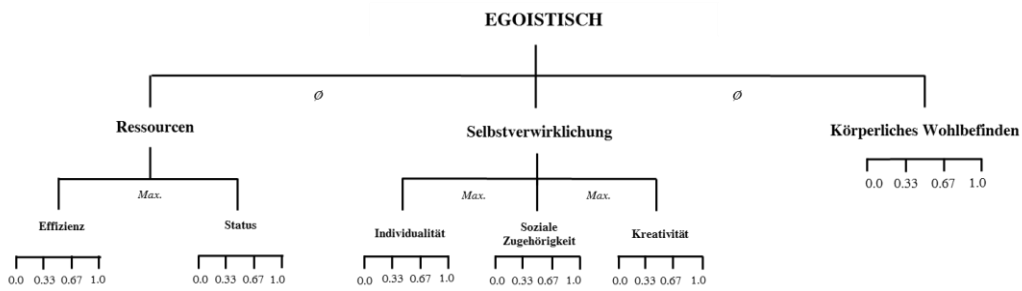 EGOISTISCH
Ø Ø
Ressourcen Selbstverwirklichung Körperliches Wohlbefinden
0.0 0.33 0.67 1.0
Max. Max. Max.
Effizienz Status Individualität Soziale Zugehörigkeit Kreativität
0.0 0.33 0.67 1.0 0.0 0.33 0.67 1.0 0.0 0.33 0.67 1.0 0.0 0.33 0.67 1.0 0.0 0.33 0.67 1.0